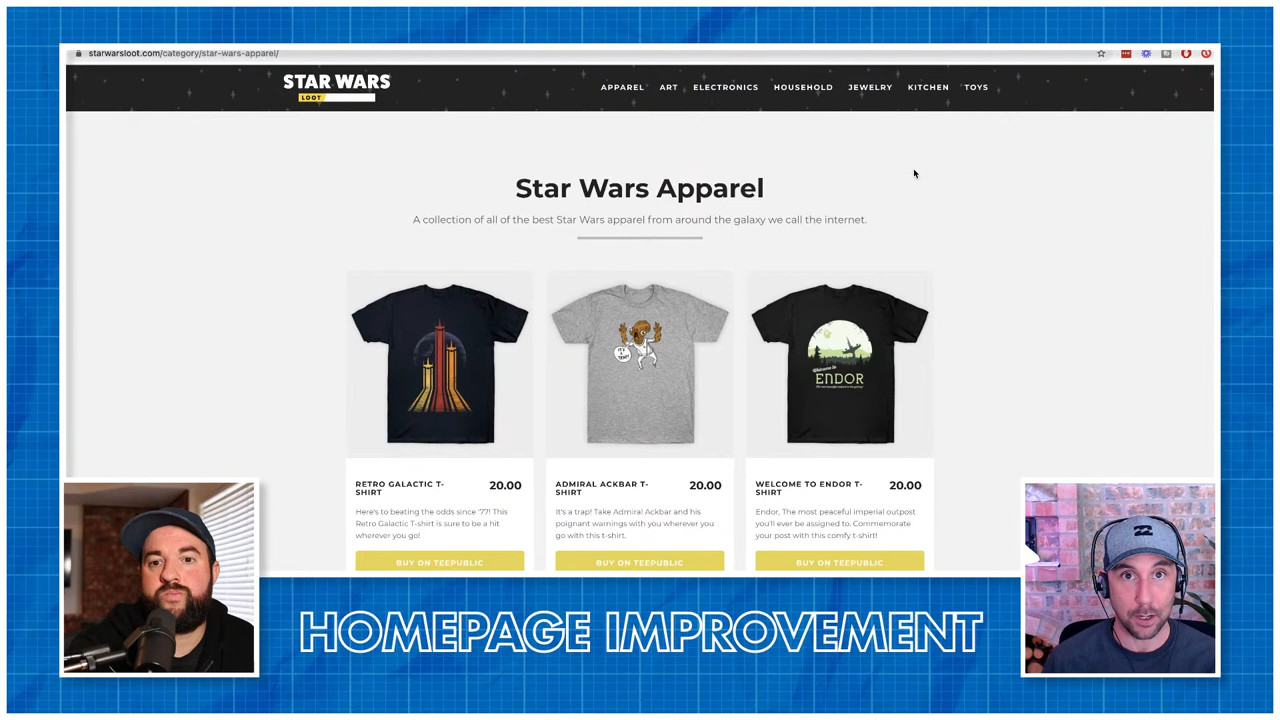 starwarsloot.com/category/star-wars-apparel/
STAR WARS
LOOT
APPAREL ART ELECTRONICS HOUSEHOLD JEWELRY KITCHEN TOYS
Star Wars Apparel
A collection of all of the best Star Wars apparel from around the galaxy we call the internet.
IT'S A TRAP!
Welcome to
ENDOR
RETRO GALACTIC T-
SHIRT
20.00
Here's to beating the odds since '77! This
Retro Galactic T-shirt is sure to be a hit
wherever you go!
BUY ON TEEPUBLIC
ADMIRAL ACKBAR T-
SHIRT
20.00
It's a trap! Take Admiral Ackbar and his
poignant warnings with you wherever you
go with this t-shirt.
BUY ON TEEPUBLIC
WELCOME TO ENDOR T-
SHIRT
20.00
Endor, The most peaceful imperial outpost
you'll ever be assigned to. Commemorate
your post with this comfy t-shirt!
BUY ON TEEPUBLIC
HOMEPAGE IMPROVEMENT